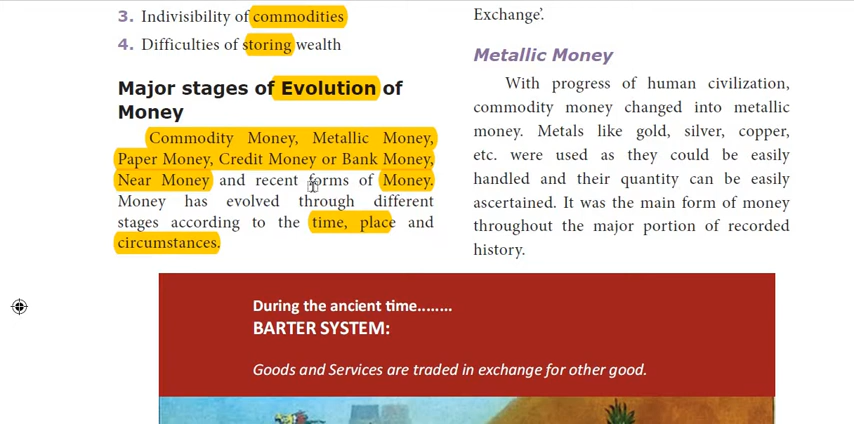 3. Indivisibility of commodities
4. Difficulties of storing wealth
Major stages of Evolution of
Money
Commodity Money, Metallic Money,
Paper Money, Credit Money or Bank Money,
Near Money and recent forms of Money.
Money has evolved through different
stages according to the time, place and
circumstances.
Exchange’.
Metallic Money
With progress of human civilization,
commodity money changed into metallic
money. Metals like gold, silver, copper,
etc. were used as they could be easily
handled and their quantity can be easily
ascertained. It was the main form of money
throughout the major portion of recorded
history.
During the ancient time........
BARTER SYSTEM:
Goods and Services are traded in exchange for other good.